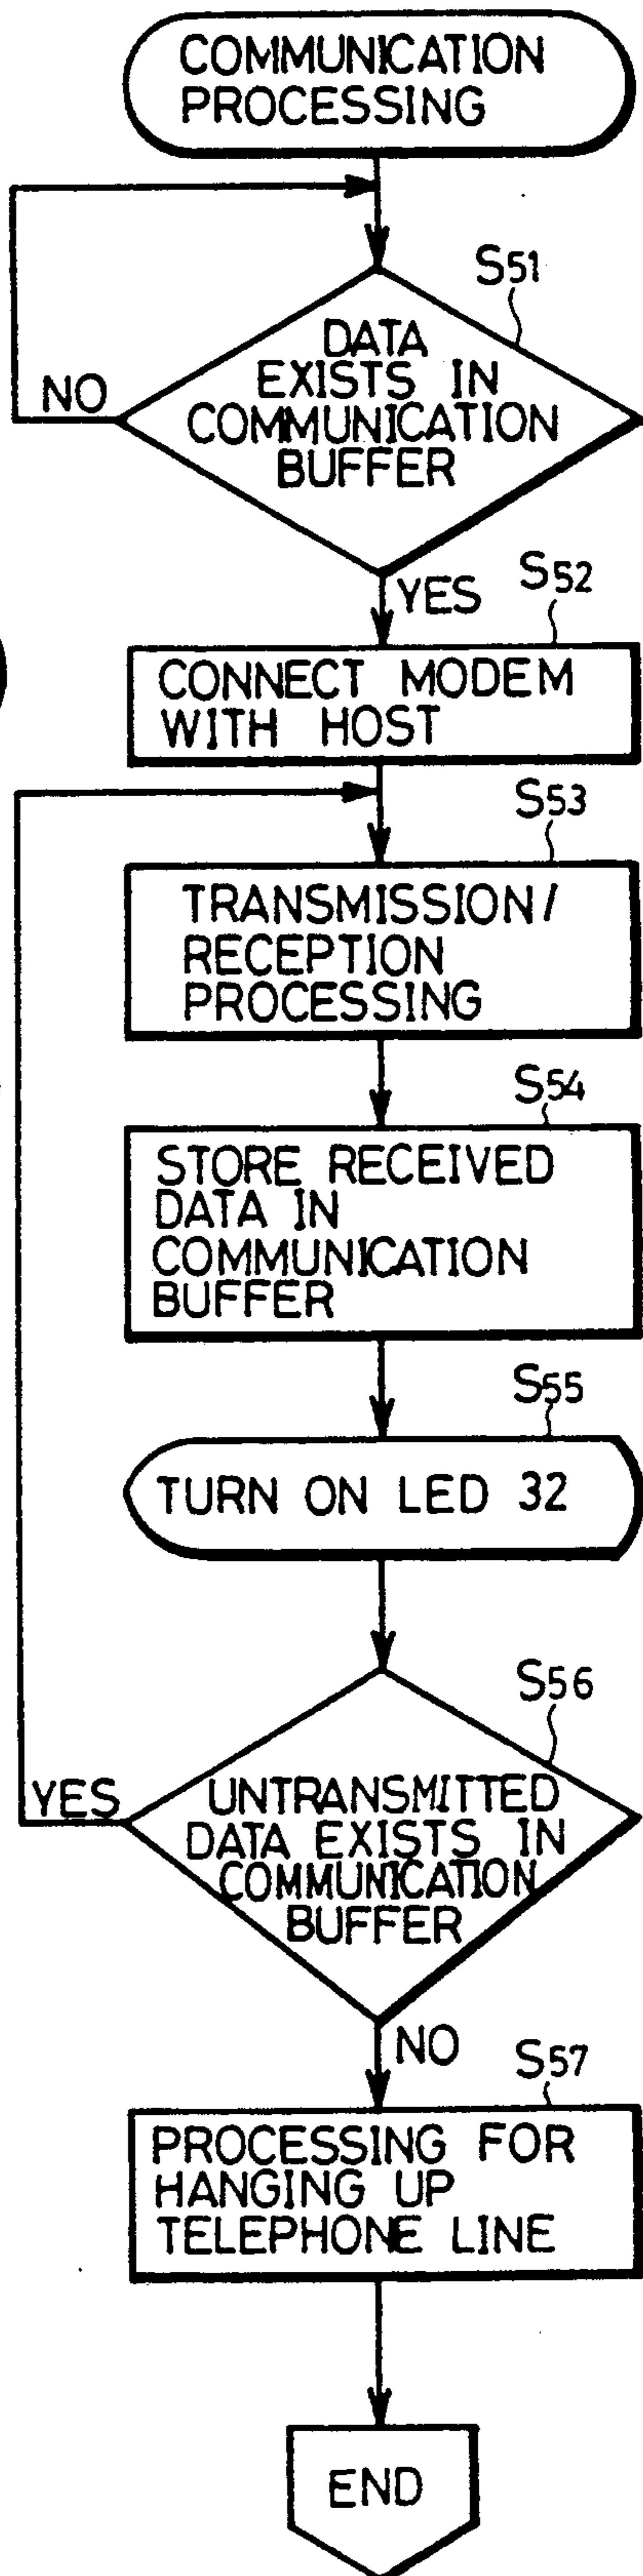 COMMUNICATION
PROCESSING
S51
DATA
EXISTS IN
COMMUNICATION
BUFFER
NO
YES
S52
CONNECT MODEM
WITH HOST
S53
TRANSMISSION/
RECEPTION
PROCESSING
S54
STORE RECEIVED
DATA IN
COMMUNICATION
BUFFER
S55
TURN ON LED 32
S56
UNTRANSMITTED
DATA EXISTS IN
COMMUNICATION
BUFFER
YES
NO
S57
PROCESSING FOR
HANGING UP
TELEPHONE LINE
END